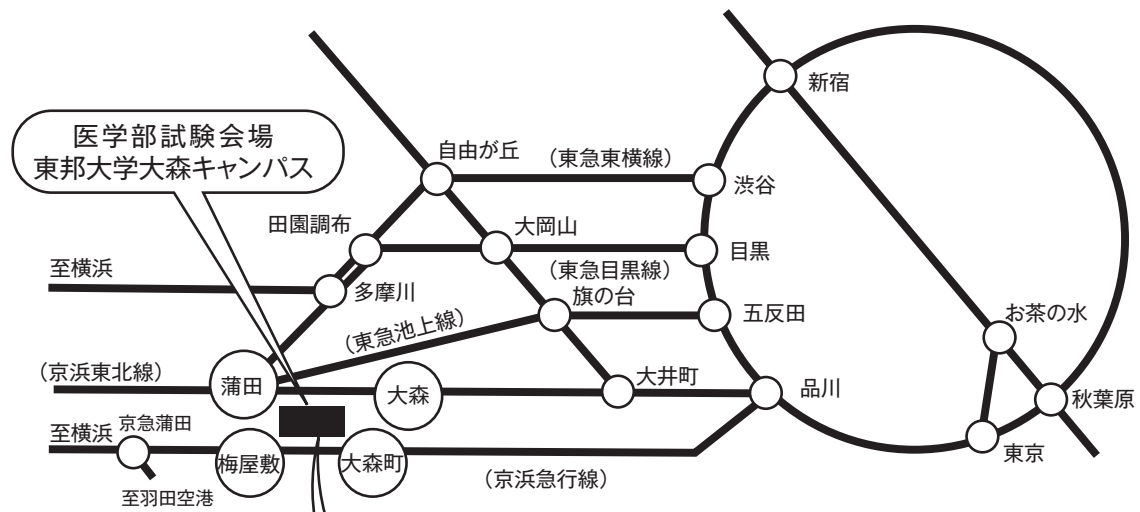 新宿
医学部試験会場
東邦大学大森キャンパス
自由が丘
(東急東横線)
渋谷
田園調布
大岡山
目黒
至横浜
(東急目黒線)
多摩川
旗の台
五反田
お茶の水
(東急池上線)
(京浜東北線)
蒲田
大森
大井町
品川
秋葉原
京急蒲田
至横浜
梅屋敷
大森町
東京
(京浜急行線)
至羽田空港